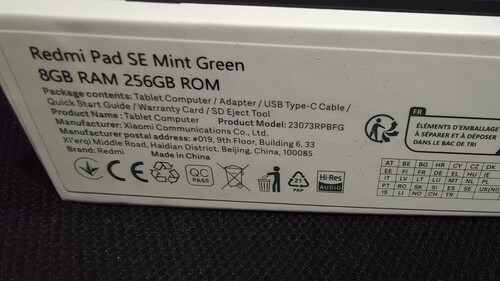 Redmi Pad SE Mint Green
8GB RAM 256GB ROM
Package contents: Tablet Computer / Adapter / USB Type-C Cable /
Quick Start Guide / Warranty Card / SD Eject Tool
Product Name: Tablet Computer Model: 23073RPBFG
Manufacturer: Xiaomi Communications Co., Ltd.
Manufacturer postal address: #019, 9th Floor, Building 6, 33
Xi'erqi Middle Road, Haidian District, Beijing, China, 100085
Brand: Redmi Made in China
CE
QC
PASS
21
PAP
Hi-Res
AUDIO
FR
ÉLÉMENTS D'EMBALLAGE
À SÉPARER ET À DÉPOSER
DANS LE BAC DE TRI
AT BE BG HR CY CZ DK
EE FI FR DE EL HU IE
IT LV LT LU MT NL PL
PT RO SK SI ES SE UK(NI)
IS LI NO CH TR